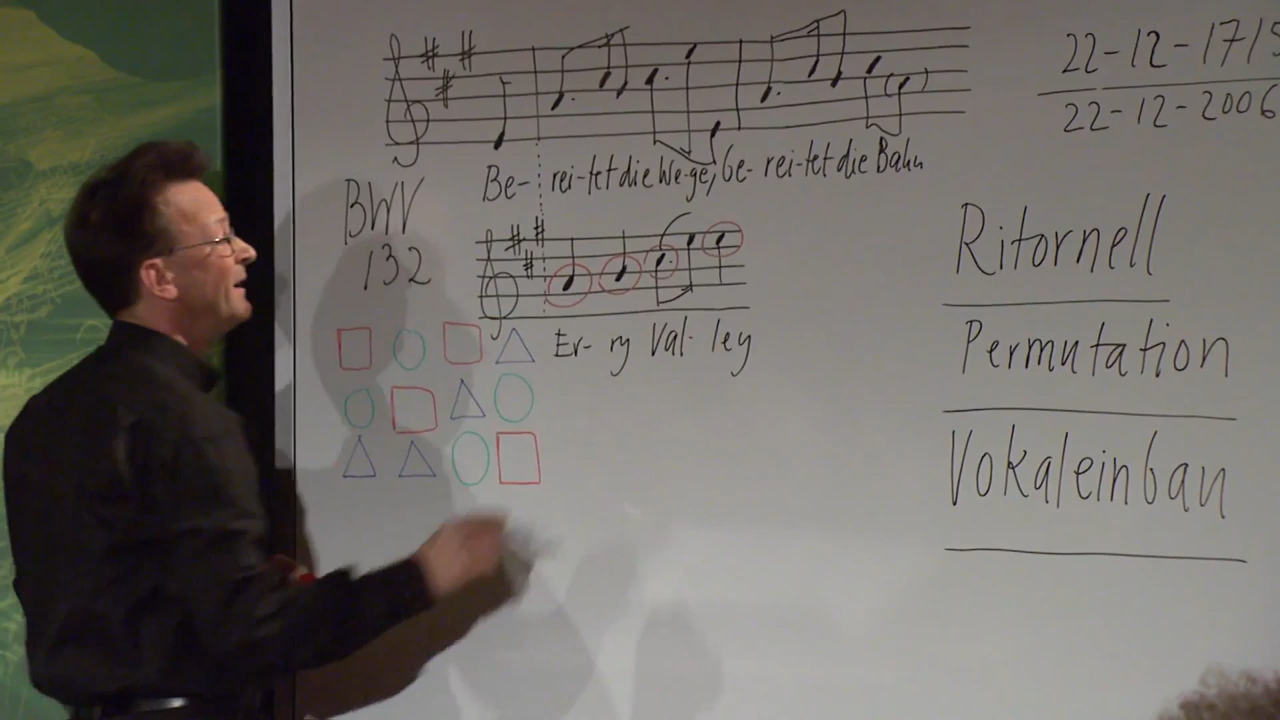 22-12-1715
22-12-2006
Be- rei-tet die We-ge, be- rei-tet die Bahn
BWV
132
Ev- ry Val- ley
Ritornell
Permutation
Vokaleinbau